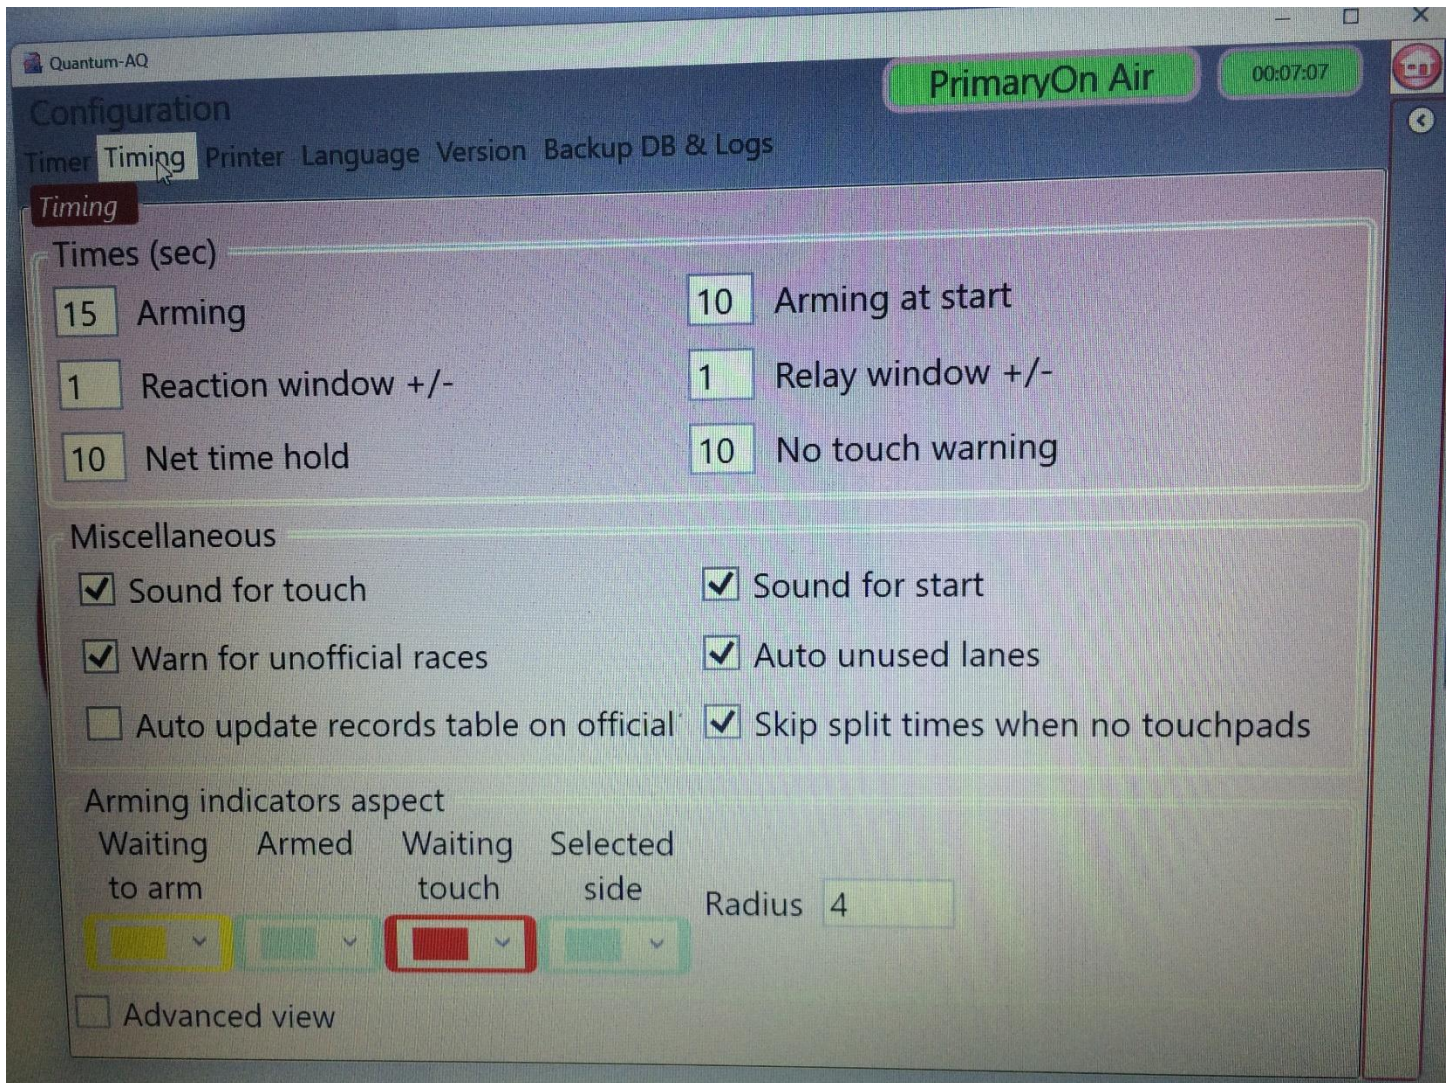 Quantum-AQ
Configuration
PrimaryOn Air
00:07:07
Timer Timing Printer Language Version Backup DB & Logs
Timing
Times (sec)
15 Arming
10 Arming at start
1 Reaction window +/-
1 Relay window +/-
10 Net time hold
10 No touch warning
Miscellaneous
Sound for touch
Sound for start
Warn for unofficial races
Auto unused lanes
Auto update records table on official
Skip split times when no touchpads
Arming indicators aspect
Waiting to arm
Armed
Waiting touch
Selected side
Radius 4
Advanced view